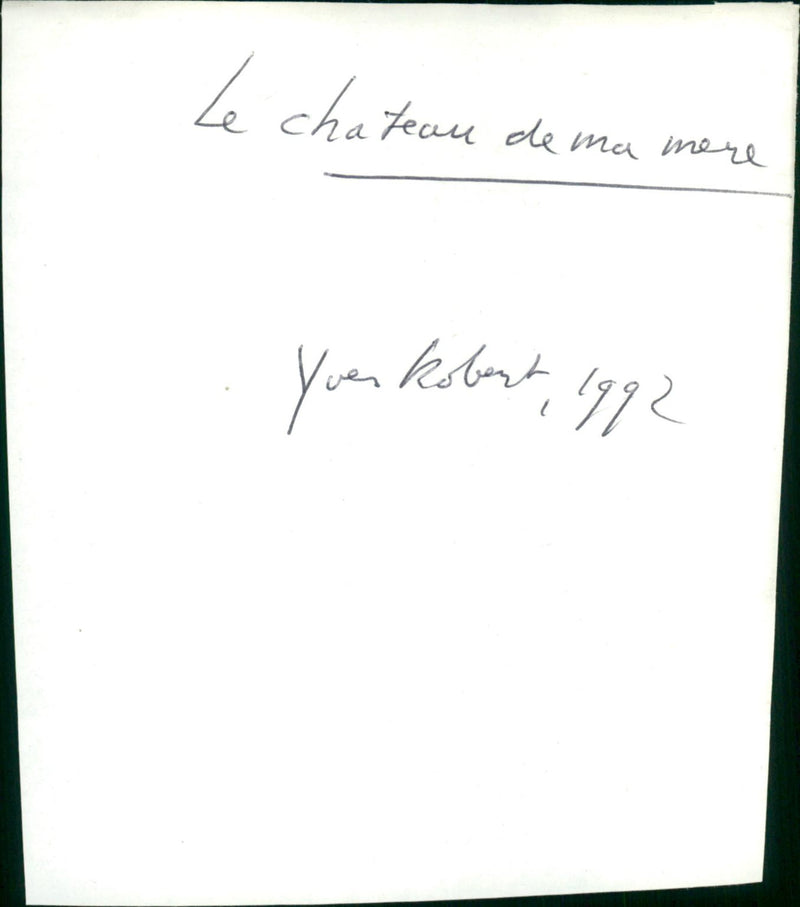 Le chateau de ma mere
Yves Robert, 1992